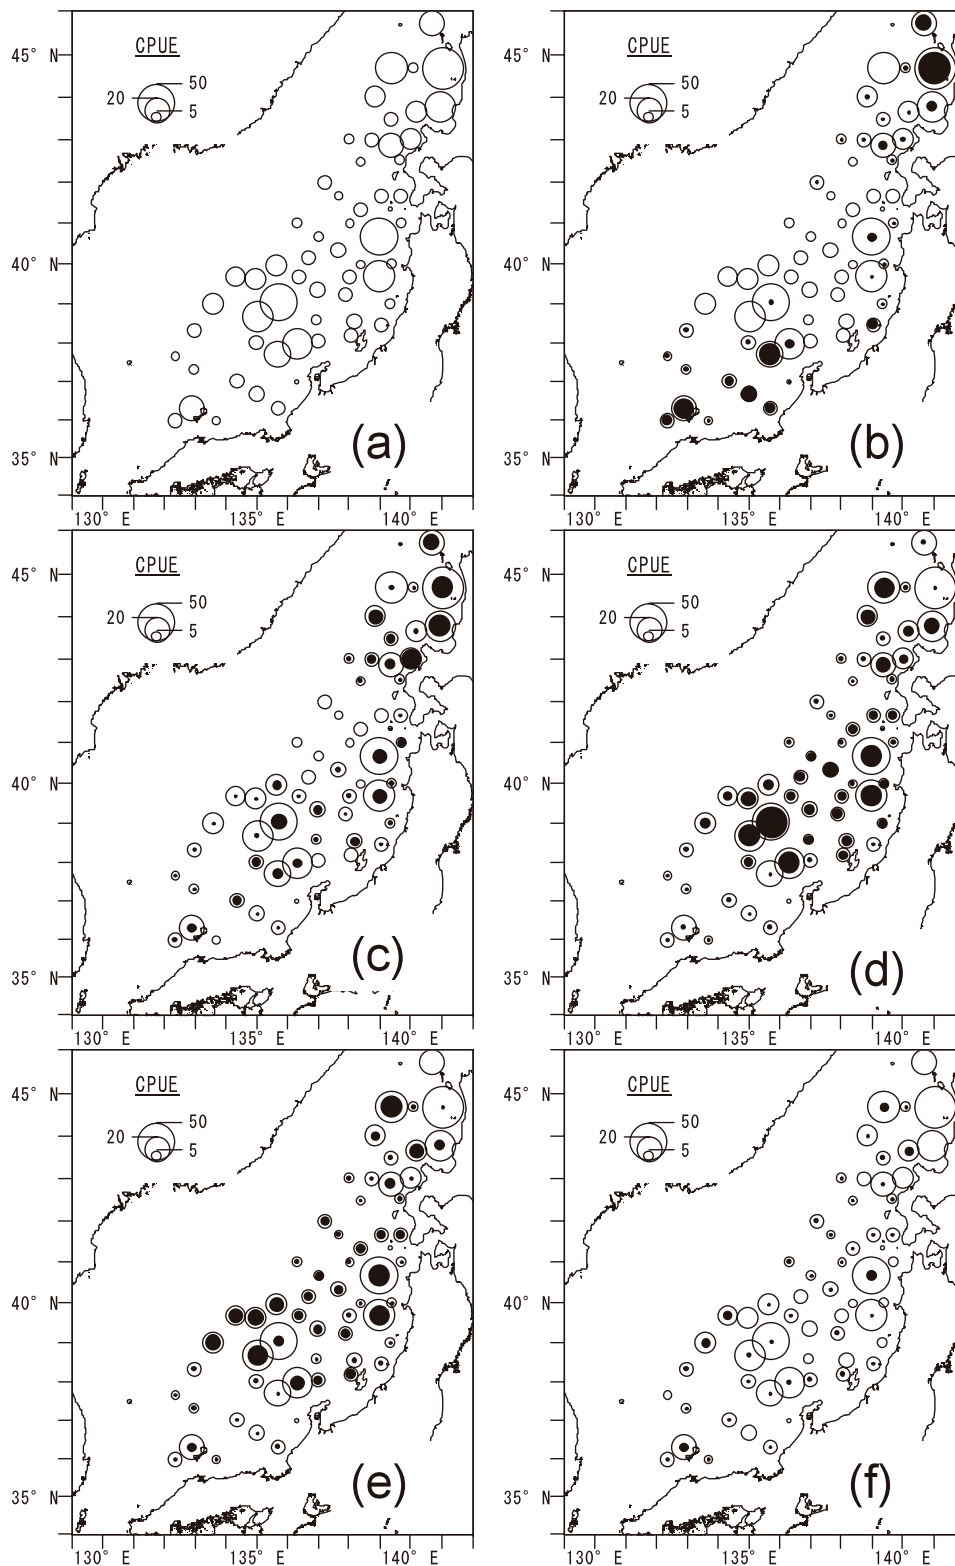 45° N CPUE 20 50 5 40° N 35° N (a)
45° N CPUE 20 50 5 40° N 35° N (b)
130° E 135° E 140° E 130° E 135° E 140° E
45° N CPUE 20 50 5 40° N 35° N (c)
45° N CPUE 20 50 5 40° N 35° N (d)
130° E 135° E 140° E 130° E 135° E 140° E
45° N CPUE 20 50 5 40° N 35° N (e)
45° N CPUE 20 50 5 40° N 35° N (f)
130° E 135° E 140° E 130° E 135° E 140° E